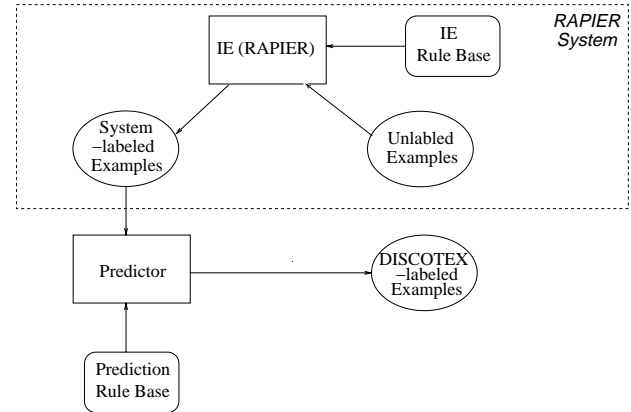 RAPIER
System
IE (RAPIER)
IE
Rule Base
System
–labeled
Examples
Unlabled
Examples
Predictor
DISCOTEX
–labeled
Examples
Prediction
Rule Base